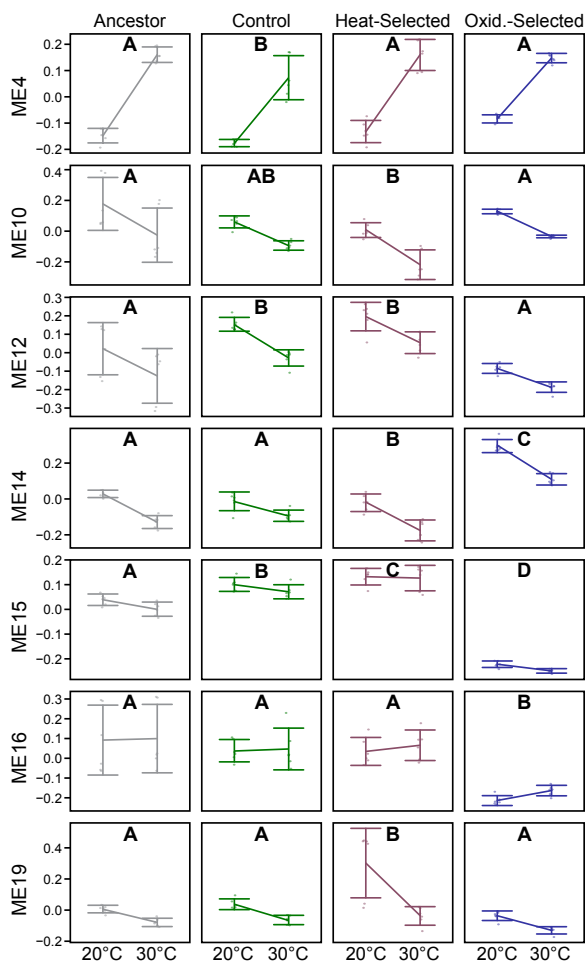 Ancestor Control Heat-Selected Oxid.-Selected
ME4 0.2 0.1 0.0 −0.1 −0.2 A B A A
ME10 0.4 0.2 0.0 −0.2 A AB B A
ME12 0.3 0.2 0.1 0.0 −0.1 −0.2 −0.3 A B B A
ME14 0.2 0.0 −0.2 A A B C
ME15 0.2 0.1 0.0 −0.1 −0.2 A B C D
ME16 0.3 0.2 0.1 0.0 −0.1 −0.2 A A A B
ME19 0.4 0.2 0.0 −0.2 A A B A
20°C 30°C 20°C 30°C 20°C 30°C 20°C 30°C